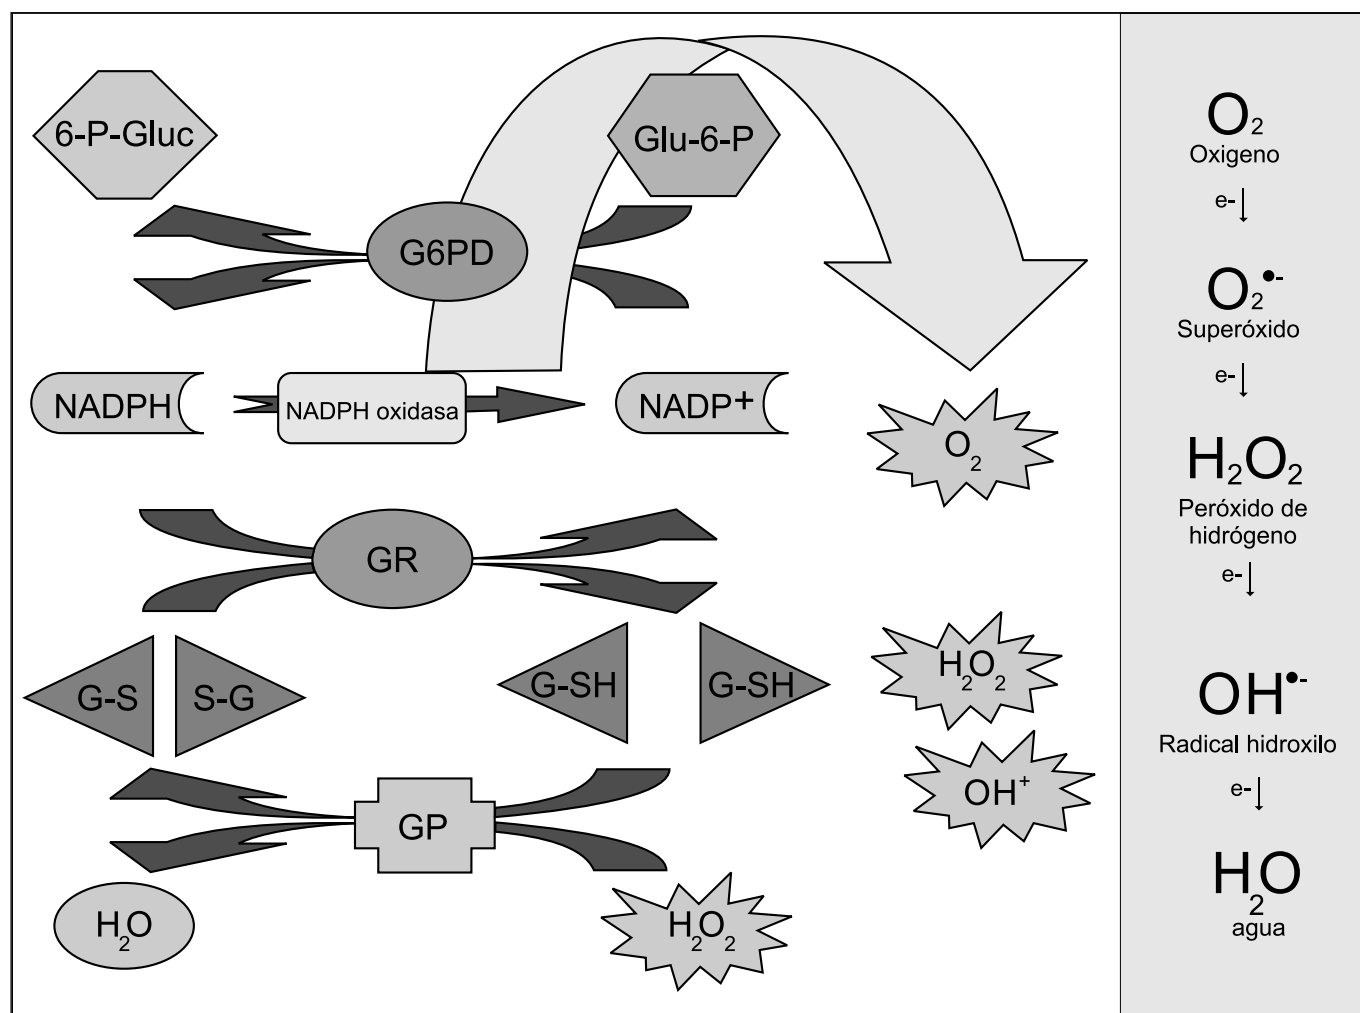 6-P-Gluc
Glu-6-P
G6PD
NADPH
NADPH oxidasa
NADP+
O2
GR
G-S
S-G
G-SH
G-SH
H2O2
OH+
GP
H2O
H2O2
O2
Oxigeno
e-
O2•-
Superóxido
e-
H2O2
Peróxido de
hidrógeno
e-
OH•-
Radical hidroxilo
e-
H2O
agua